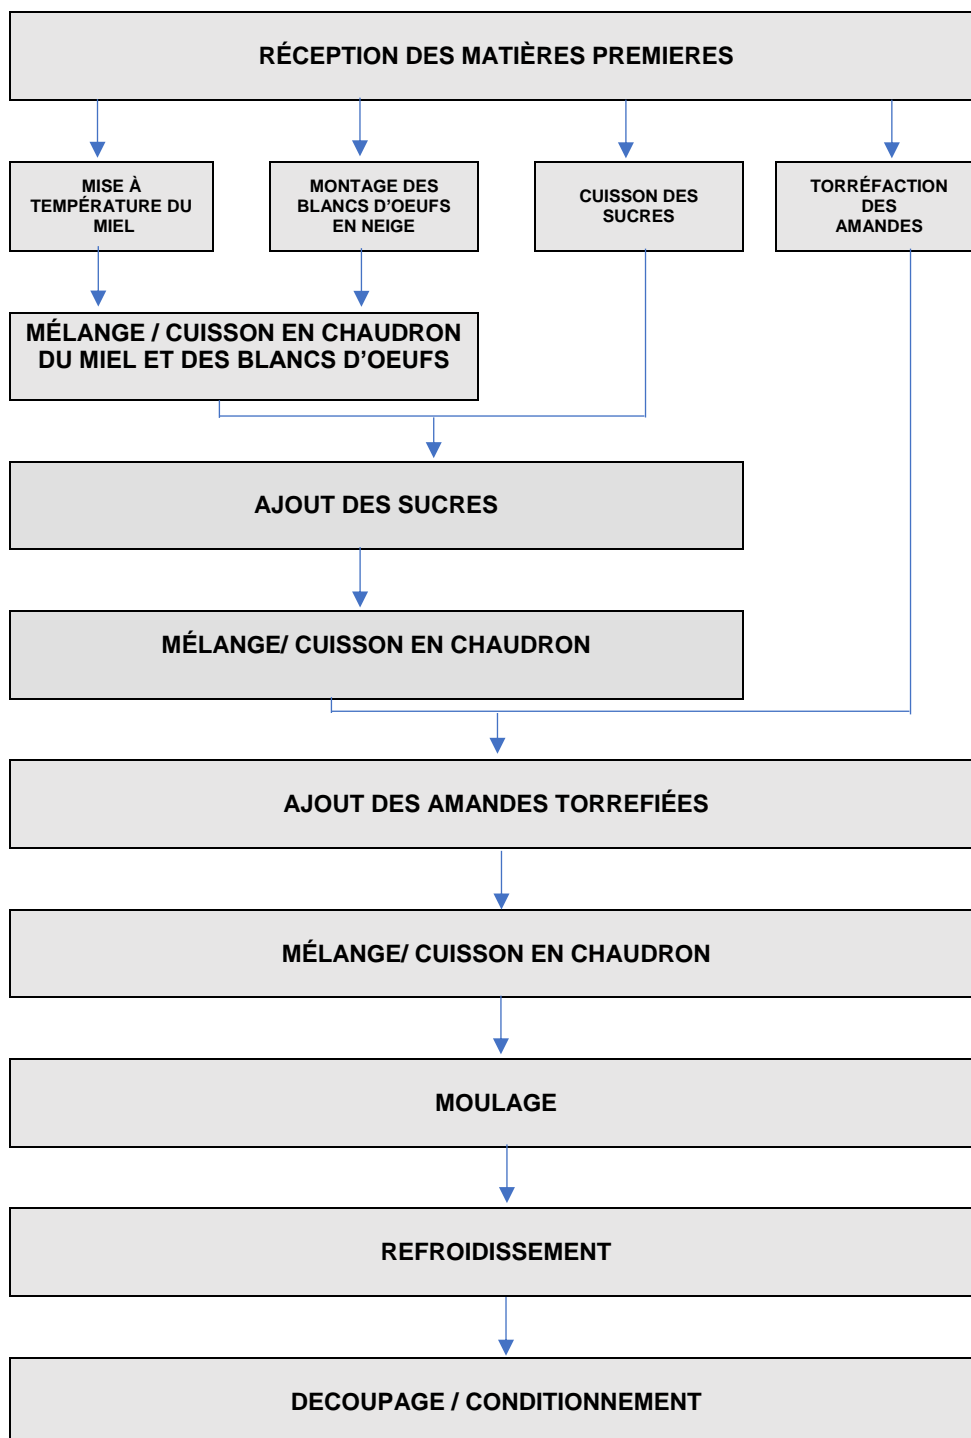 RÉCEPTION DES MATIÈRES PREMIERES
MISE À
TEMPÉRATURE DU
MIEL
MONTAGE DES
BLANCS D'OEUFS
EN NEIGE
CUISSON DES
SUCRES
TORRÉFACTION
DES
AMANDES
MÉLANGE / CUISSON EN CHAUDRON
DU MIEL ET DES BLANCS D'OEUFS
AJOUT DES SUCRES
MÉLANGE/ CUISSON EN CHAUDRON
AJOUT DES AMANDES TORREFIÉES
MÉLANGE/ CUISSON EN CHAUDRON
MOULAGE
REFROIDISSEMENT
DECOUPAGE / CONDITIONNEMENT